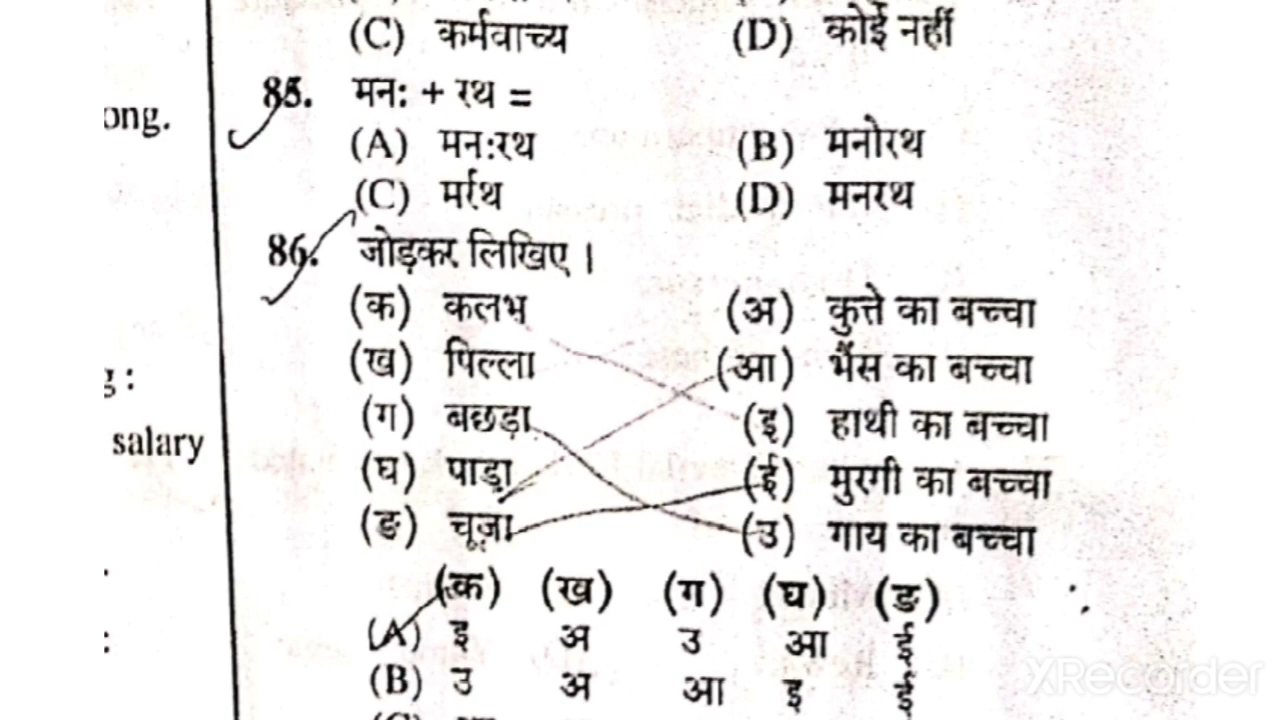 (C) कर्मवाच्य (D) कोई नहीं
85. मन: + रथ =
(A) मन:रथ (B) मनोरथ
(C) मर्रथ (D) मनरथ
86. जोड़कर लिखिए ।
(क) कलभ (अ) कुत्ते का बच्चा
(ख) पिल्ला (आ) भैंस का बच्चा
(ग) बछड़ा (इ) हाथी का बच्चा
(घ) पाड़ा (ई) मुरगी का बच्चा
(ङ) चूज़ा (उ) गाय का बच्चा
(क) (ख) (ग) (घ) (ङ)
(A) इ अ उ आ ई
(B) उ अ आ इ ई
ong.
:
salary
XRecorder